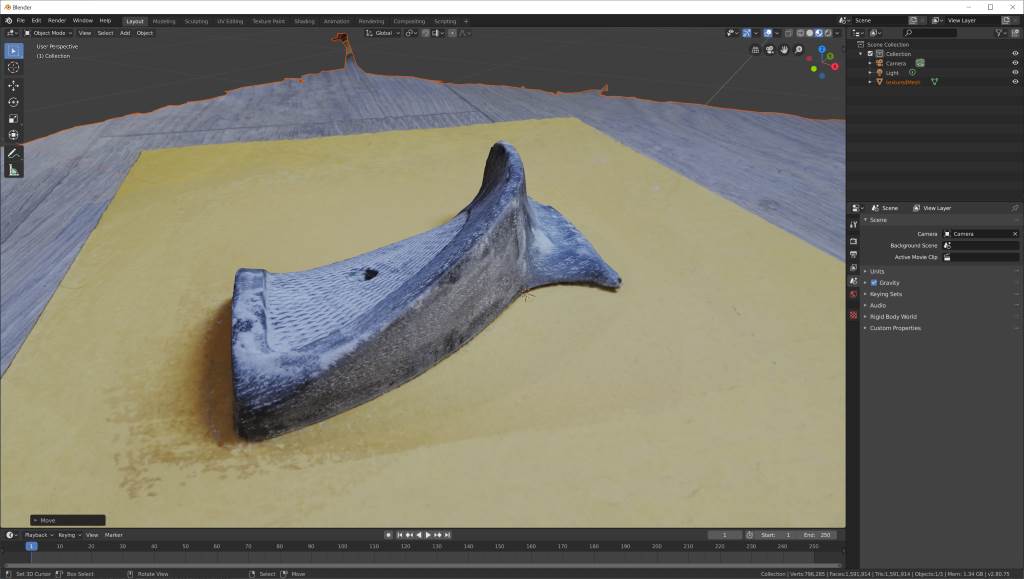 Blender
File Edit Render Window Help Layout Modeling Sculpting UV Editing Texture Paint Shading Animation Rendering Compositing Scripting + Scene View Layer
Object Mode View Select Add Object Global
User Perspective
(1) Collection
Scene Collection
Collection
Camera
Light
texturedMesh
Scene View Layer
Scene
Camera Camera
Background Scene
Active Movie Clip
Units
Gravity
Keying Sets
Audio
Rigid Body World
Custom Properties
Move
Playback Keying View Marker 1 Start: 1 End: 250
1 10 20 30 40 50 60 70 80 90 100 110 120 130 140 150 160 170 180 190 200 210 220 230 240 250
Set 3D Cursor Box Select Rotate View Select Move Collection | Verts:796,285 | Faces:1,591,914 | Tris:1,591,914 | Objects:1/3 | Mem: 1.34 GB | v2.80.75